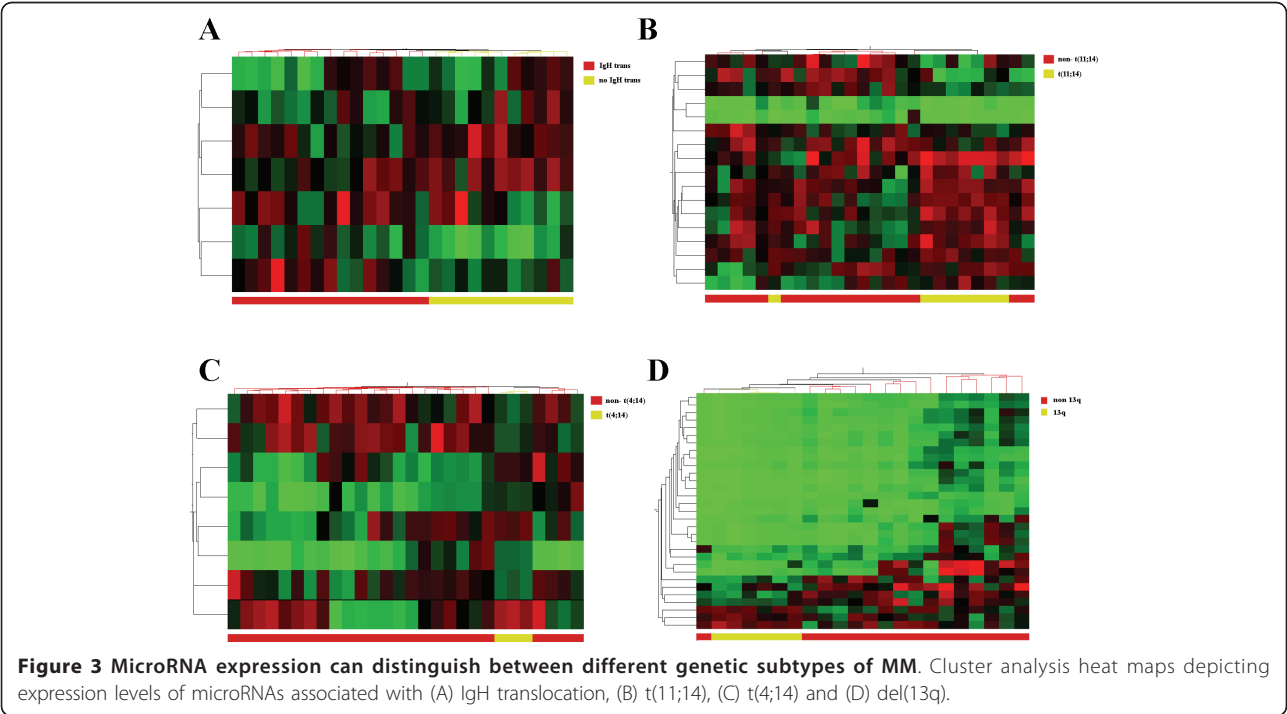 A
IgH trans
no IgH trans
B
non- t(11;14)
t(11;14)
C
non- t(4;14)
t(4;14)
D
non 13q
13q
Figure 3 MicroRNA expression can distinguish between different genetic subtypes of MM. Cluster analysis heat maps depicting
expression levels of microRNAs associated with (A) IgH translocation, (B) t(11;14), (C) t(4;14) and (D) del(13q).